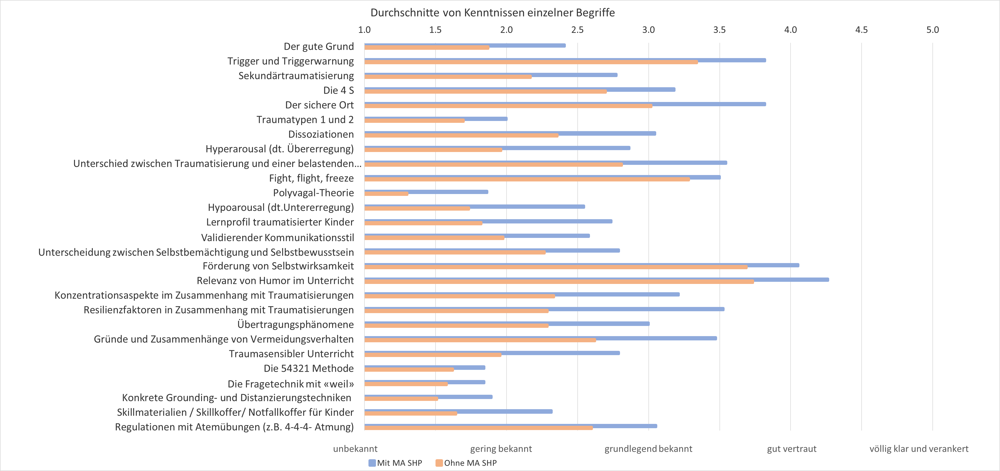 Durchschnitte von Kenntnissen einzelner Begriffe
1.0 1.5 2.0 2.5 3.0 3.5 4.0 4.5 5.0
Der gute Grund
Trigger und Triggerwarnung
Sekundärtraumatisierung
Die 4 S
Der sichere Ort
Traumatypen 1 und 2
Dissoziationen
Hyperarousal (dt. Übererregung)
Unterschied zwischen Traumatisierung und einer belastenden...
Fight, flight, freeze
Polyvagal-Theorie
Hypoarousal (dt.Untererregung)
Lernprofil traumatisierter Kinder
Validierender Kommunikationsstil
Unterscheidung zwischen Selbstbemächtigung und Selbstbewusstsein
Förderung von Selbstwirksamkeit
Relevanz von Humor im Unterricht
Konzentrationsaspekte im Zusammenhang mit Traumatisierungen
Resilienzfaktoren in Zusammenhang mit Traumatisierungen
Übertragungsphänomene
Gründe und Zusammenhänge von Vermeidungsverhalten
Traumasensibler Unterricht
Die 54321 Methode
Die Fragetechnik mit «weil»
Konkrete Grounding- und Distanzierungstechniken
Skillmaterialien / Skillkoffer/ Notfallkoffer für Kinder
Regulationen mit Atemübungen (z.B. 4-4-4- Atmung)
unbekannt gering bekannt grundlegend bekannt gut vertraut völlig klar und verankert
Mit MA SHP Ohne MA SHP